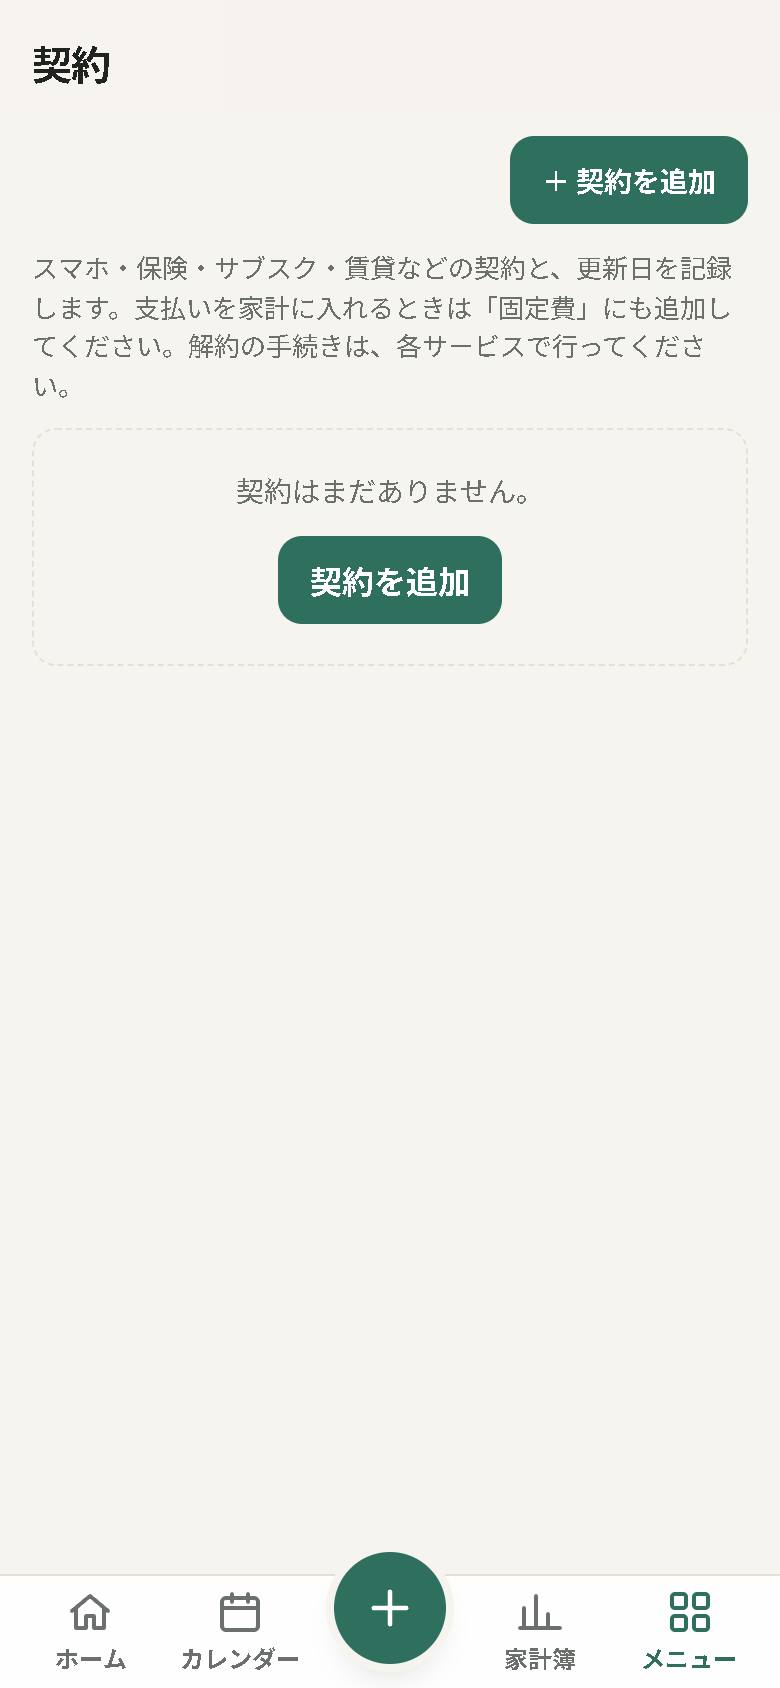 契約
＋ 契約を追加
スマホ・保険・サブスク・賃貸などの契約と、更新日を記録
します。支払いを家計に入れるときは「固定費」にも追加し
てください。解約の手続きは、各サービスで行ってくださ
い。
契約はまだありません。
契約を追加
ホーム
カレンダー
家計簿
メニュー